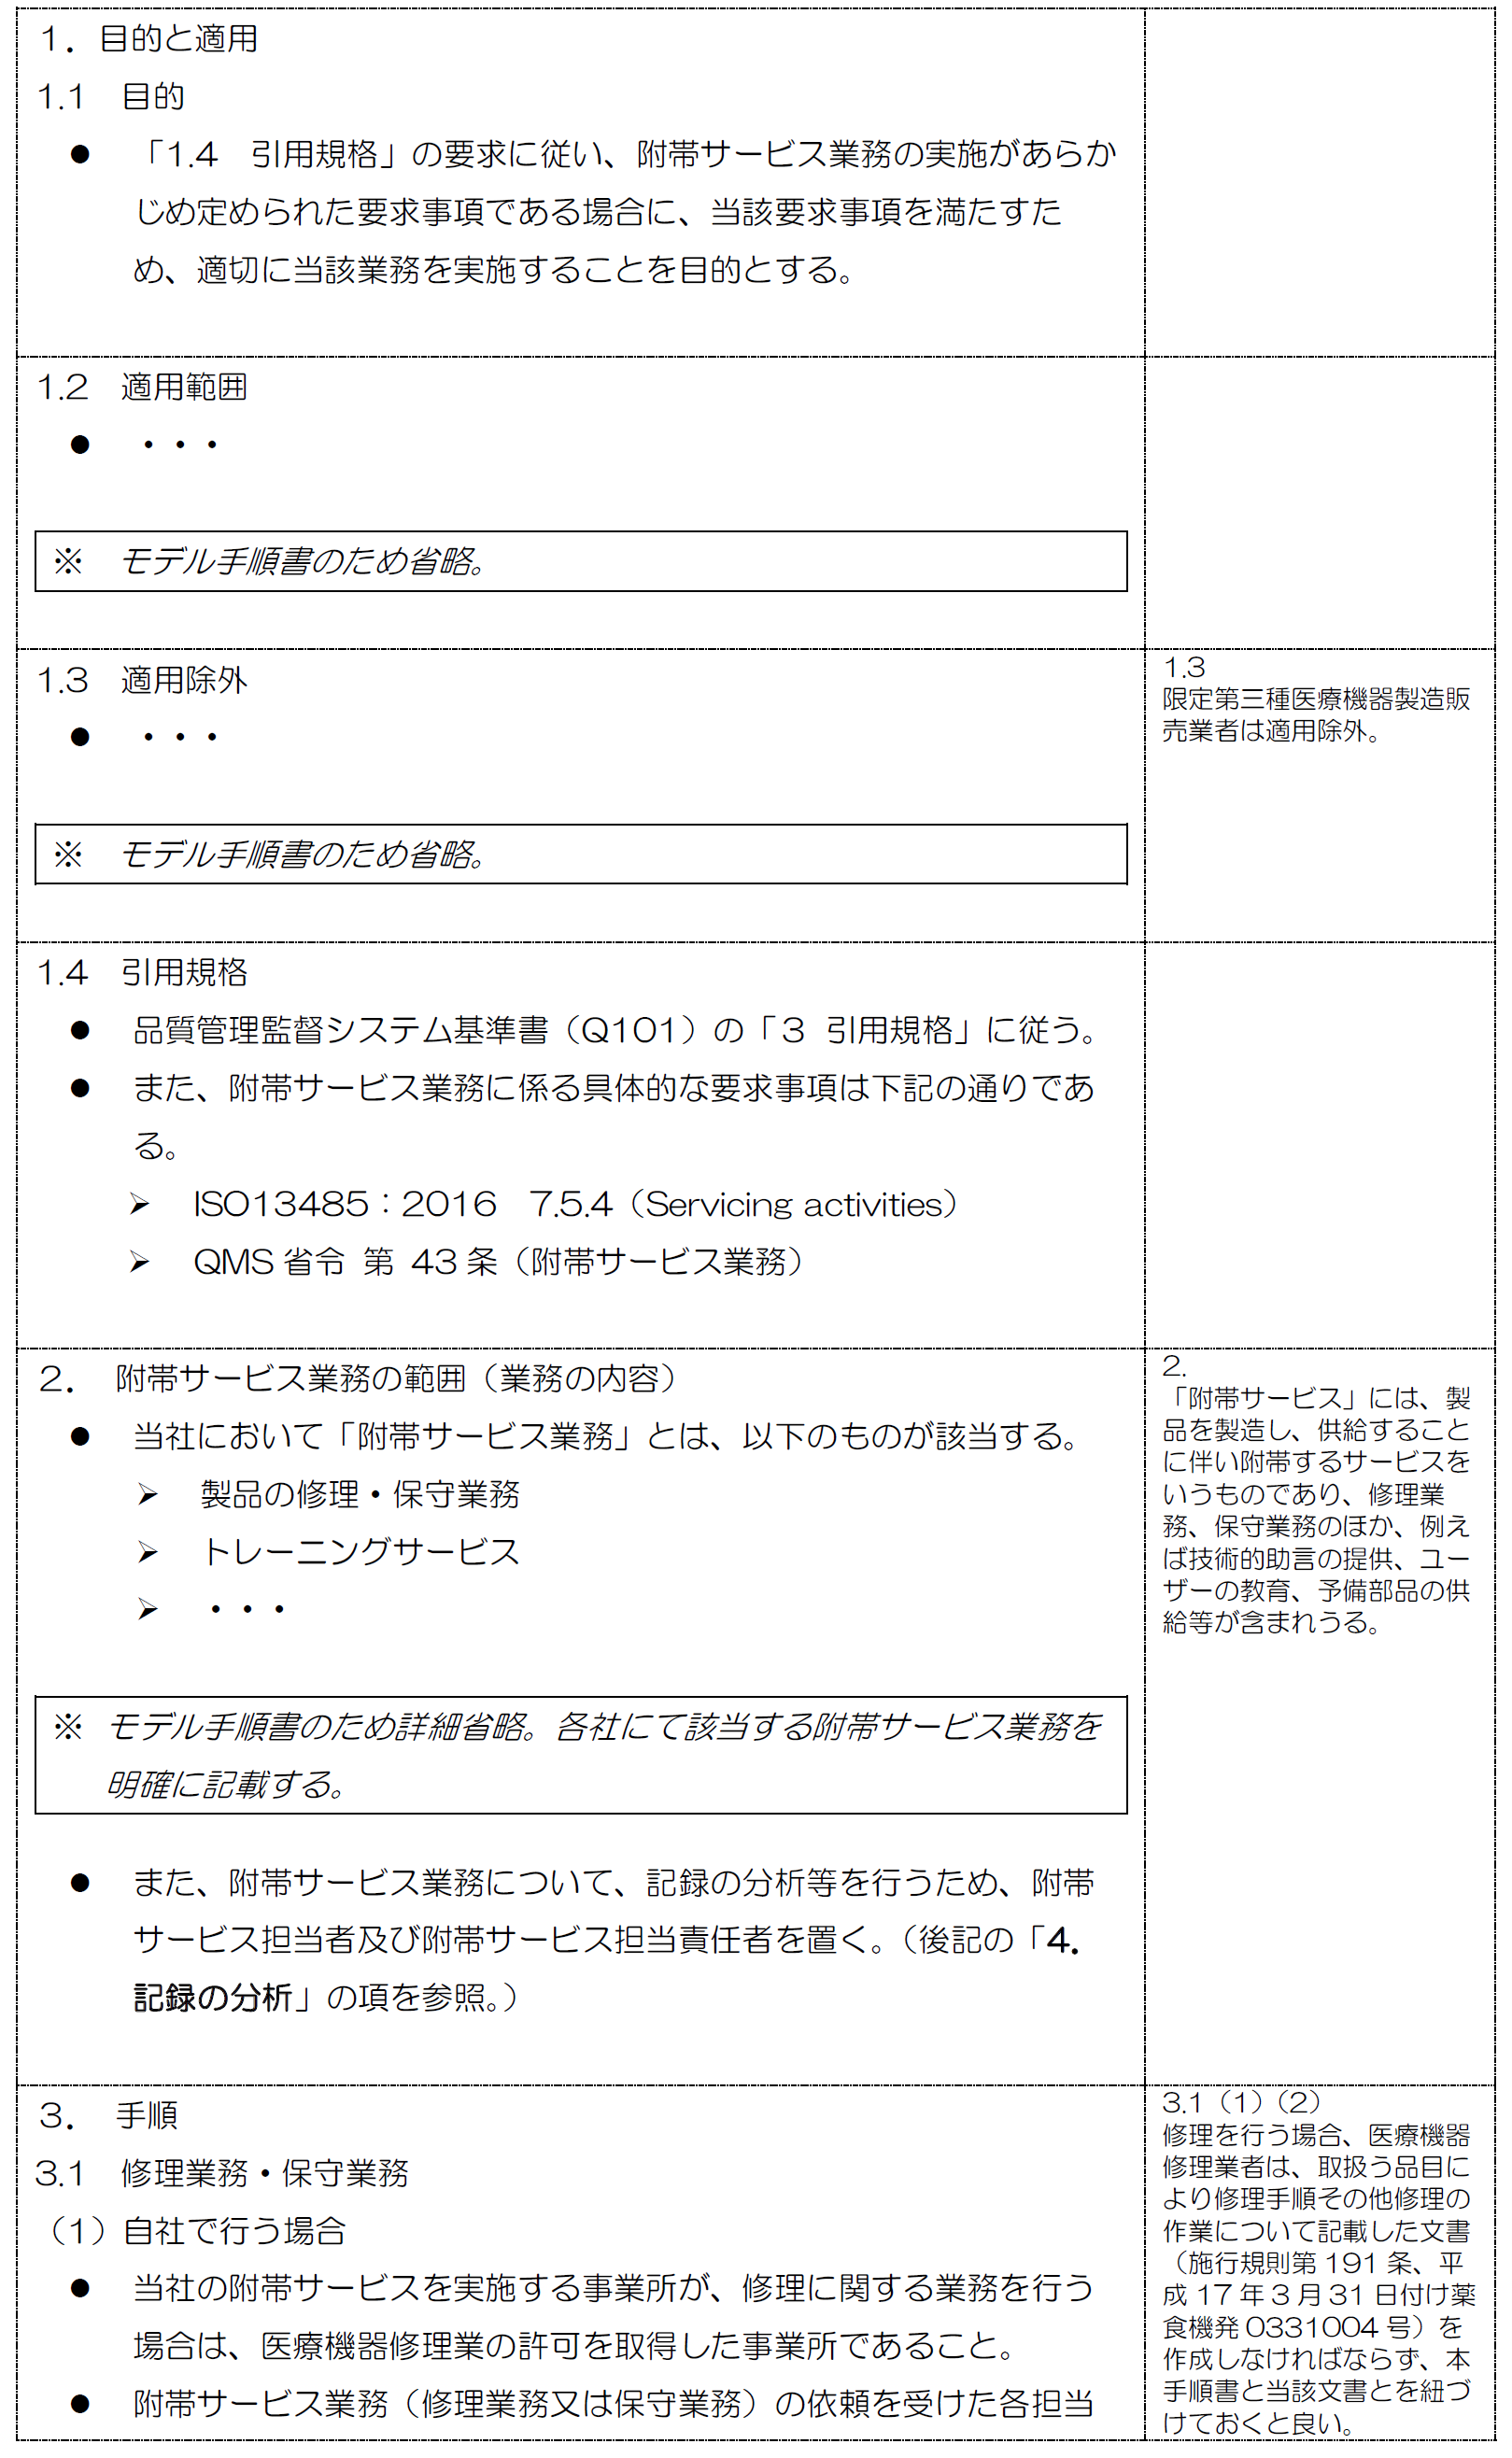 1．目的と適用
1.1　目的
●　「1.4　引用規格」の要求に従い、附帯サービス業務の実施があらか
じめ定められた要求事項である場合に、当該要求事項を満たすた
め、適切に当該業務を実施することを目的とする。
1.2　適用範囲
●　・・・
※　モデル手順書のため省略。
1.3　適用除外
●　・・・
※　モデル手順書のため省略。
1.3
限定第三種医療機器製造販
売業者は適用除外。
1.4　引用規格
●　品質管理監督システム基準書（Q101）の「3 引用規格」に従う。
●　また、附帯サービス業務に係る具体的な要求事項は下記の通りであ
る。
➢　ISO13485：2016　7.5.4（Servicing activities）
➢　QMS省令 第 43条（附帯サービス業務）
2．　附帯サービス業務の範囲（業務の内容）
●　当社において「附帯サービス業務」とは、以下のものが該当する。
➢　製品の修理・保守業務
➢　トレーニングサービス
➢　・・・
※　モデル手順書のため詳細省略。各社にて該当する附帯サービス業務を
明確に記載する。
●　また、附帯サービス業務について、記録の分析等を行うため、附帯
サービス担当者及び附帯サービス担当責任者を置く。（後記の「4．
記録の分析」の項を参照。）
2.
「附帯サービス」には、製
品を製造し、供給すること
に伴い附帯するサービスを
いうものであり、修理業
務、保守業務のほか、例え
ば技術的助言の提供、ユー
ザーの教育、予備部品の供
給等が含まれうる。
3．　手順
3.1　修理業務・保守業務
（1）自社で行う場合
●　当社の附帯サービスを実施する事業所が、修理に関する業務を行う
場合は、医療機器修理業の許可を取得した事業所であること。
●　附帯サービス業務（修理業務又は保守業務）の依頼を受けた各担当
3.1（1）（2）
修理を行う場合、医療機器
修理業者は、取扱う品目に
より修理手順その他修理の
作業について記載した文書
（施行規則第 191 条、平
成 17 年 3 月 31 日付け薬
食機発 0331004 号）を
作成しなければならず、本
手順書と当該文書とを紐づ
けておくと良い。